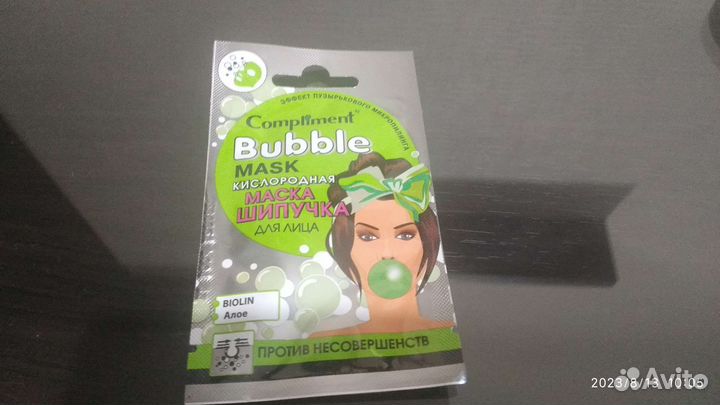 ЭФФЕКТ ПУЗЫРЬКОВОГО МИКРОПИЛИНГА
Compliment
Bubble
MASK
КИСЛОРОДНАЯ
МАСКА
ШИПУЧКА
ДЛЯ ЛИЦА
BIOLIN
Алое
ПРОТИВ НЕСОВЕРШЕНСТВ
2023/8/13 10:05
Avito